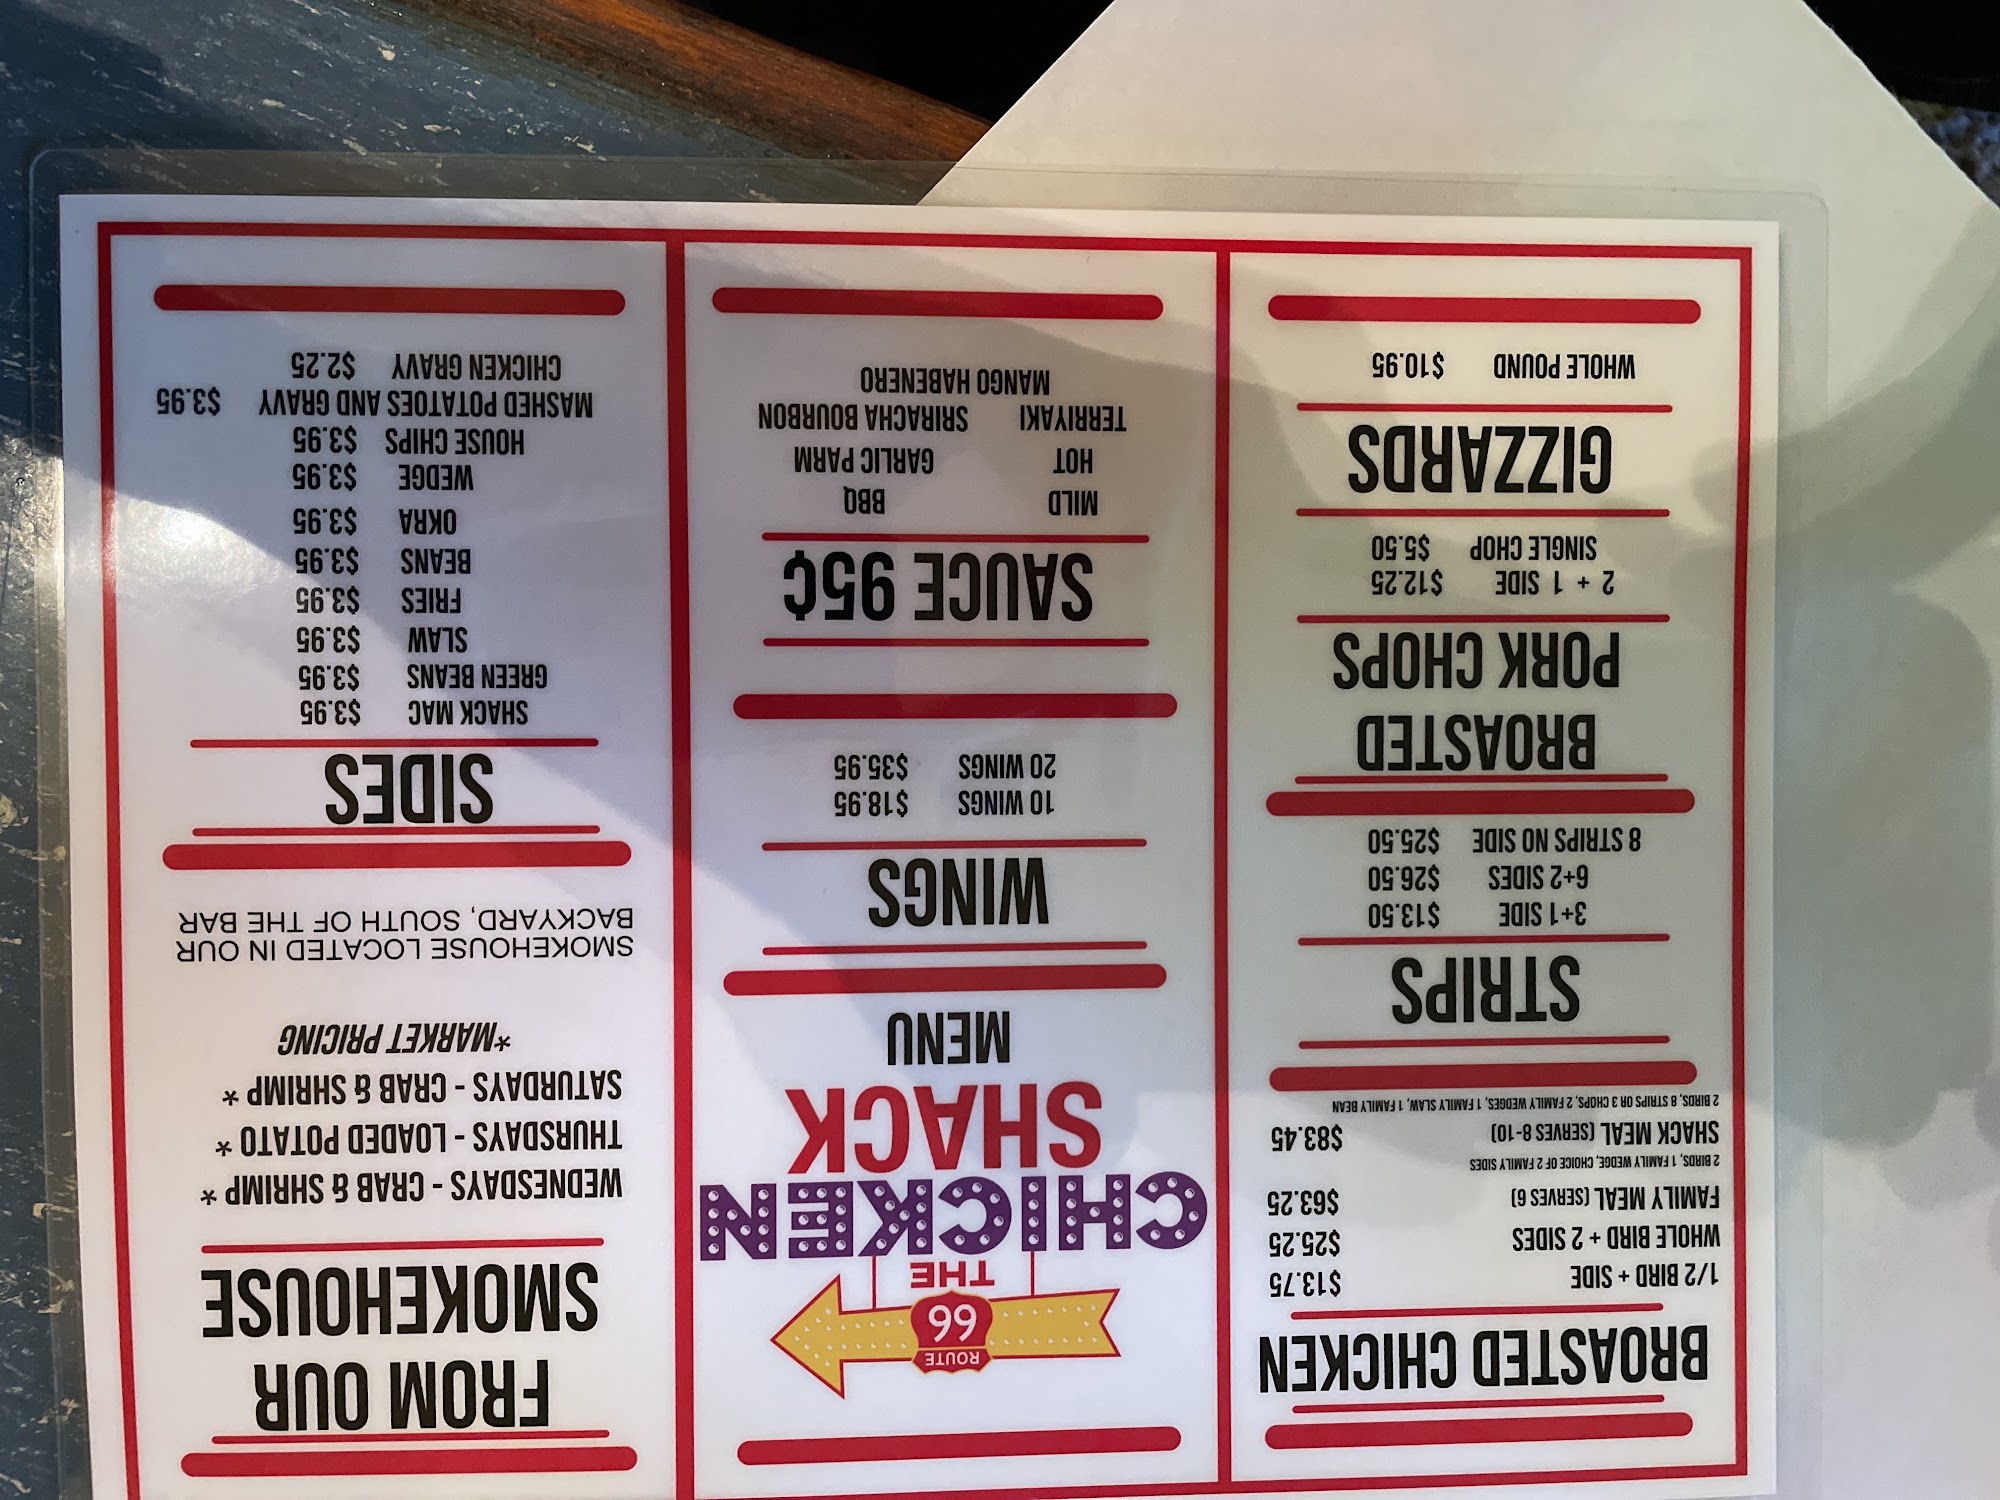 BROASTED CHICKEN
1/2 BIRD + SIDE $13.75
WHOLE BIRD + 2 SIDES $25.25
FAMILY MEAL (SERVES 6) $63.25
2 BIRDS, 1 FAMILY WEDGE, CHOICE OF 2 FAMILY SIDES
SHACK MEAL (SERVES 8-10) $83.45
2 BIRDS, 8 STRIPS OR 3 CHOPS, 2 FAMILY WEDGES, 1 FAMILY SLAW, 1 FAMILY BEAN
STRIPS
3+1 SIDE $13.50
6+2 SIDES $26.50
8 STRIPS NO SIDE $25.50
BROASTED
PORK CHOPS
2 + 1 SIDE $12.25
SINGLE CHOP $5.50
GIZZARDS
WHOLE POUND $10.95
ROUTE
66
THE
CHICKEN
SHACK
MENU
WINGS
10 WINGS $18.95
20 WINGS $35.95
SAUCE 95¢
MILD BBQ
HOT GARLIC PARM
TERRIYAKI SRIRACHA BOURBON
MANGO HABENERO
FROM OUR
SMOKEHOUSE
WEDNESDAYS - CRAB & SHRIMP *
THURSDAYS - LOADED POTATO *
SATURDAYS - CRAB & SHRIMP *
*MARKET PRICING
SMOKEHOUSE LOCATED IN OUR
BACKYARD, SOUTH OF THE BAR
SIDES
SHACK MAC $3.95
GREEN BEANS $3.95
SLAW $3.95
FRIES $3.95
BEANS $3.95
OKRA $3.95
WEDGE $3.95
HOUSE CHIPS $3.95
MASHED POTATOES AND GRAVY $3.95
CHICKEN GRAVY $2.25